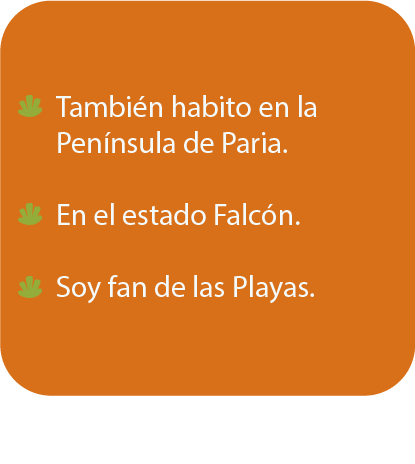 También habito en la
Península de Paria.
En el estado Falcón.
Soy fan de las Playas.